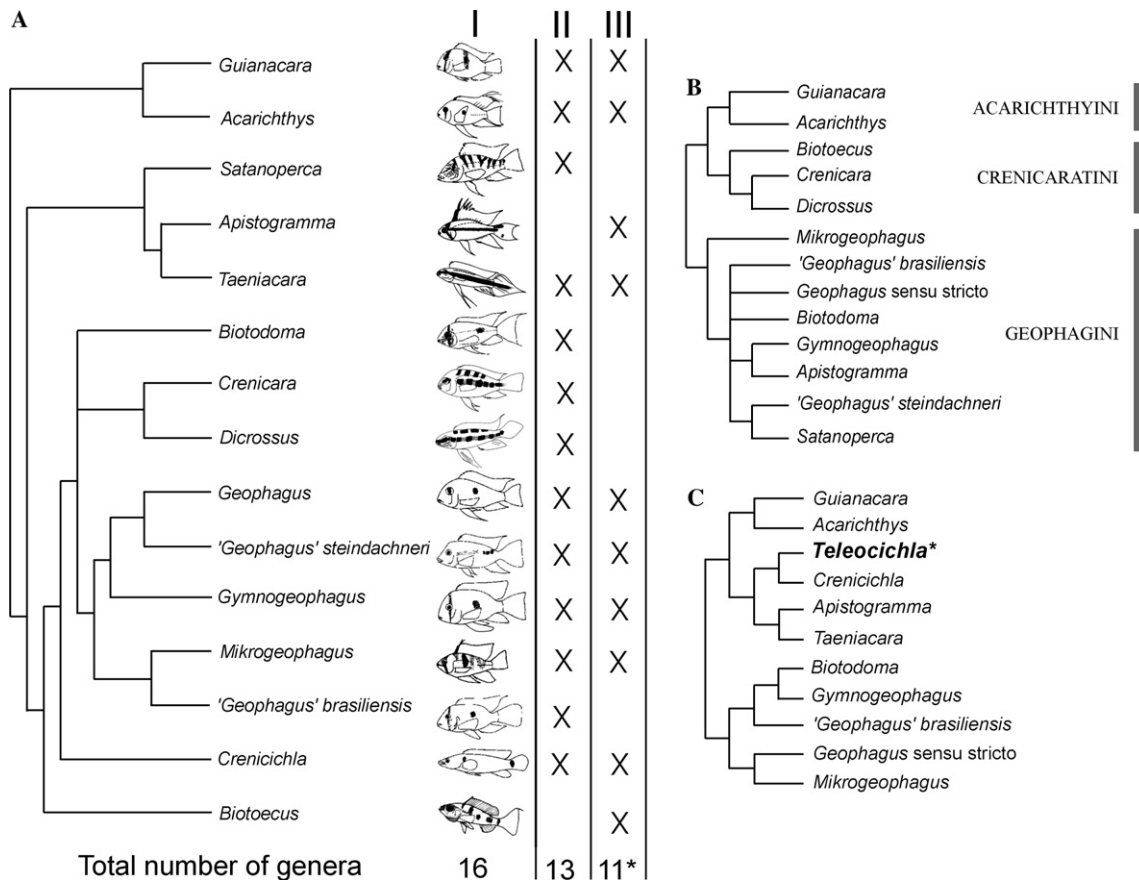 A
I II III
Guianacara X X
Acarichthys X X
Satanoperca X
Apistogramma X
Taeniacara X X
Biotodoma X
Crenicara X
Dicrossus X
Geophagus X X
'Geophagus' steindachneri X X
Gymnogeophagus X X
Mikrogeophagus X X
'Geophagus' brasiliensis X
Crenicichla X X
Biotoecus X
Total number of genera 16 13 11*
B
Guianacara
Acarichthys
ACARICHTHYINI
Biotoecus
Crenicara
Dicrossus
CRENICARATINI
Mikrogeophagus
'Geophagus' brasiliensis
Geophagus sensu stricto
Biotodoma
Gymnogeophagus
Apistogramma
'Geophagus' steindachneri
Satanoperca
GEOPHAGINI
C
Guianacara
Acarichthys
Teleocichla*
Crenicichla
Apistogramma
Taeniacara
Biotodoma
Gymnogeophagus
'Geophagus' brasiliensis
Geophagus sensu stricto
Mikrogeophagus